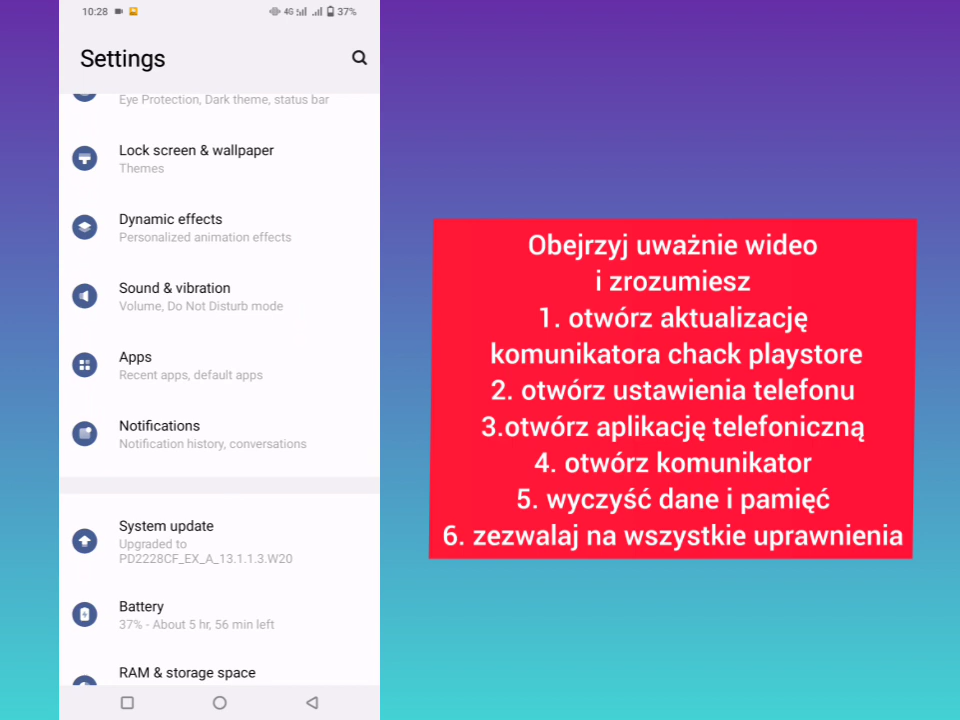 10:28
4G
37%
Settings
Eye Protection, Dark theme, status bar
Lock screen & wallpaper
Themes
Dynamic effects
Personalized animation effects
Sound & vibration
Volume, Do Not Disturb mode
Apps
Recent apps, default apps
Notifications
Notification history, conversations
System update
Upgraded to
PD2228CF_EX_A_13.1.1.3.W20
Battery
37% - About 5 hr, 56 min left
RAM & storage space
Obejrzyj uważnie wideo
i zrozumiesz
1. otwórz aktualizację
komunikatora chack playstore
2. otwórz ustawienia telefonu
3.otwórz aplikację telefoniczną
4. otwórz komunikator
5. wyczyść dane i pamięć
6. zezwalaj na wszystkie uprawnienia